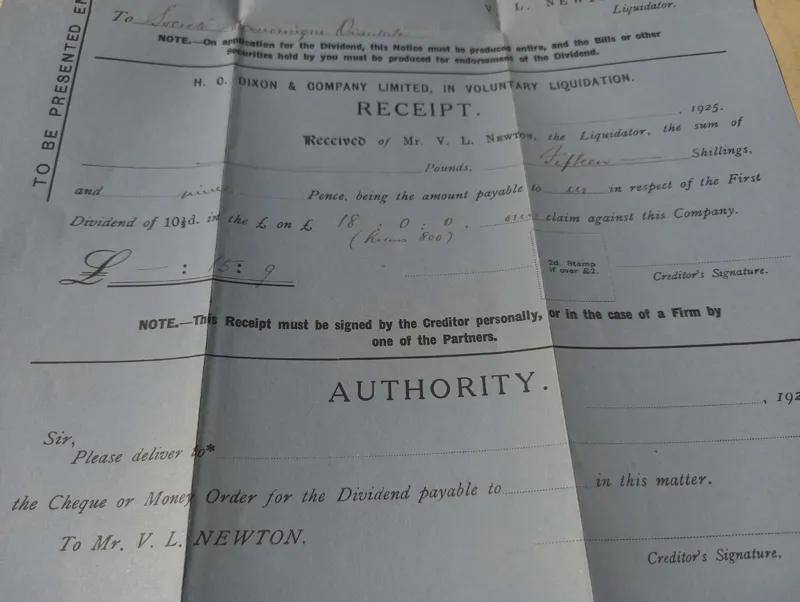 TO BE PRESENTED EN
V. L. NEW
Liquidator.
To Société
NOTE.—On application for the Dividend, this Notice must be produced entire, and the Bills or other
securities held by you must be produced for endorsement of the Dividend.
H. C. DIXON & COMPANY LIMITED, IN VOLUNTARY LIQUIDATION.
RECEIPT.
, 1925.
Received of Mr. V. L. Newton, the Liquidator, the sum of
Pounds, Fifteen Shillings,
and nine Pence, being the amount payable to us in respect of the First
Dividend of 10½d. in the £ on £ 18 : 0 : 0, our claim against this Company.
800)
£ — : 15 : 9
2d. Stamp
if over £2.
Creditor's Signature.
NOTE.—This Receipt must be signed by the Creditor personally, or in the case of a Firm by
one of the Partners.
AUTHORITY.
, 192
Sir,
Please deliver to*
the Cheque or Money Order for the Dividend payable to in this matter.
To Mr. V. L. NEWTON.
Creditor's Signature.